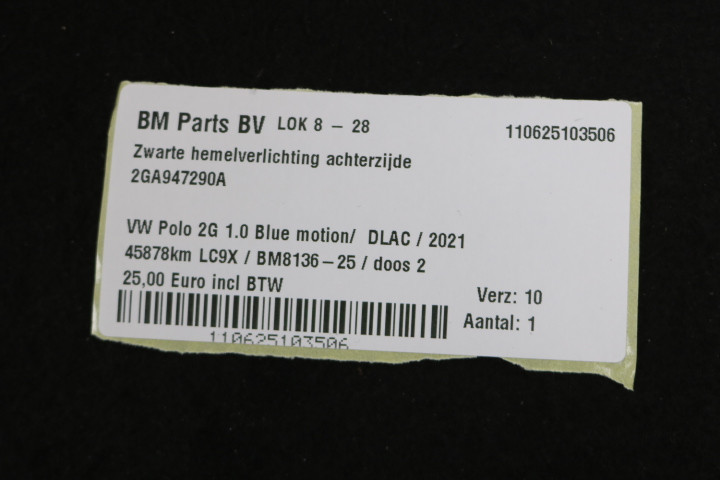 BM Parts BV LOK 8 – 28 110625103506
Zwarte hemelverlichting achterzijde
2GA947290A
VW Polo 2G 1.0 Blue motion/ DLAC / 2021
45878km LC9X / BM8136–25 / doos 2
25,00 Euro incl BTW Verz: 10
Aantal: 1
110625103506